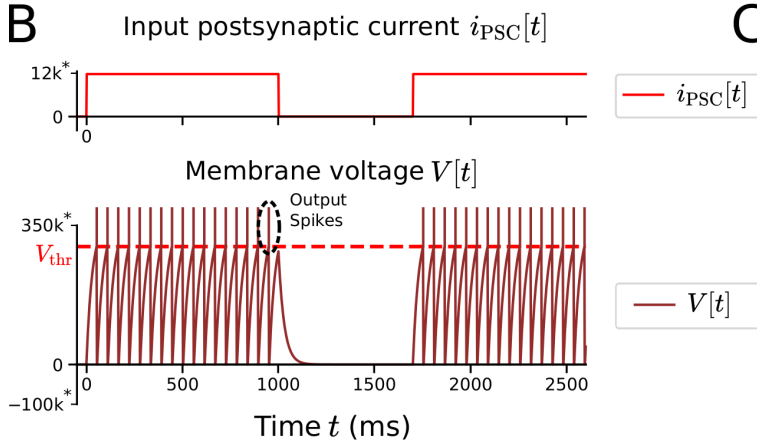 B
Input postsynaptic current i_PSC[t]
C
12k*
0
0
i_PSC[t]
Membrane voltage V[t]
Output
Spikes
350k*
V_thr
0
−100k*
V[t]
0 500 1000 1500 2000 2500
Time t (ms)